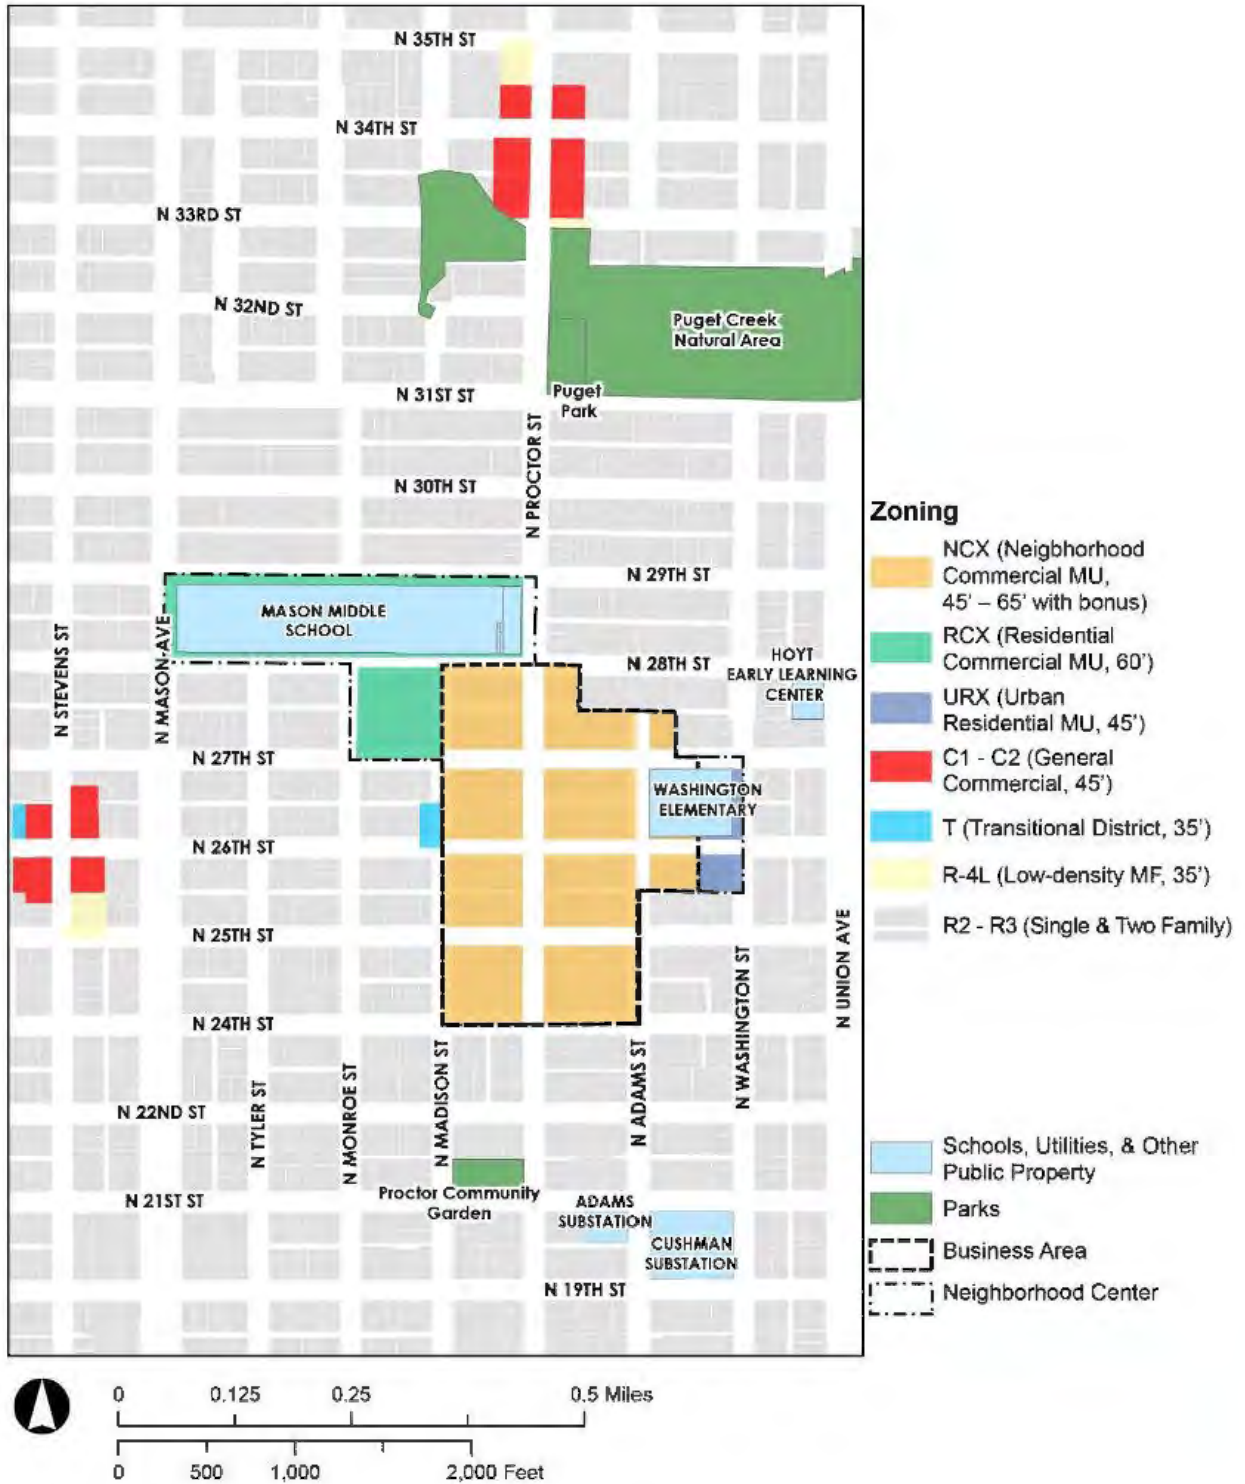 N 35TH ST
N 34TH ST
N 33RD ST
N 32ND ST
Puget Creek
Natural Area
N 31ST ST
Puget
Park
N PROCTOR ST
N 30TH ST
N 29TH ST
MASON MIDDLE
SCHOOL
N STEVENS ST
N MASON AVE
N 28TH ST
HOYT
EARLY LEARNING
CENTER
N 27TH ST
WASHINGTON
ELEMENTARY
N 26TH ST
N 25TH ST
N 24TH ST
N UNION AVE
N WASHINGTON ST
N ADAMS ST
N MADISON ST
N MONROE ST
N TYLER ST
N 22ND ST
N 21ST ST
Proctor Community
Garden
ADAMS
SUBSTATION
CUSHMAN
SUBSTATION
N 19TH ST
Zoning
NCX (Neigbhorhood
Commercial MU,
45' – 65' with bonus)
RCX (Residential
Commercial MU, 60')
URX (Urban
Residential MU, 45')
C1 - C2 (General
Commercial, 45')
T (Transitional District, 35')
R-4L (Low-density MF, 35')
R2 - R3 (Single & Two Family)
Schools, Utilities, & Other
Public Property
Parks
Business Area
Neighborhood Center
0 0.125 0.25 0.5 Miles
0 500 1,000 2,000 Feet